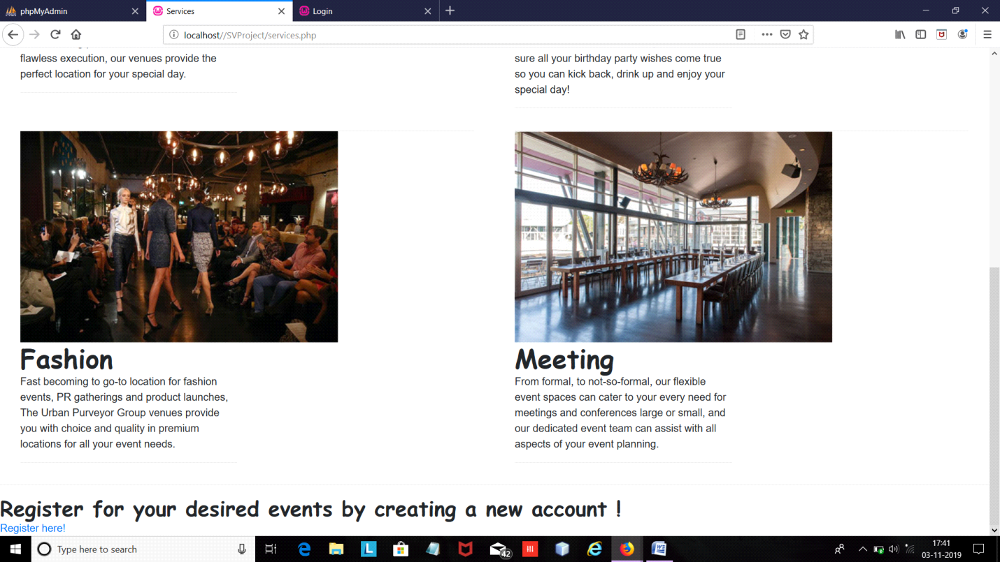 phpMyAdmin
Services
Login
localhost//SVProject/services.php
flawless execution, our venues provide the
perfect location for your special day.
sure all your birthday party wishes come true
so you can kick back, drink up and enjoy your
special day!
Fashion
Fast becoming to go-to location for fashion
events, PR gatherings and product launches,
The Urban Purveyor Group venues provide
you with choice and quality in premium
locations for all your event needs.
Meeting
From formal, to not-so-formal, our flexible
event spaces can cater to your every need for
meetings and conferences large or small, and
our dedicated event team can assist with all
aspects of your event planning.
Register for your desired events by creating a new account !
Register here!
Type here to search
L
42
17:41
03-11-2019